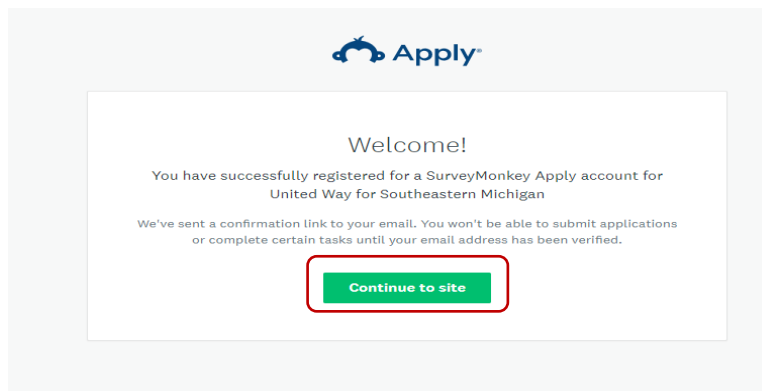 Apply®
Welcome!
You have successfully registered for a SurveyMonkey Apply account for
United Way for Southeastern Michigan
We've sent a confirmation link to your email. You won't be able to submit applications
or complete certain tasks until your email address has been verified.
Continue to site